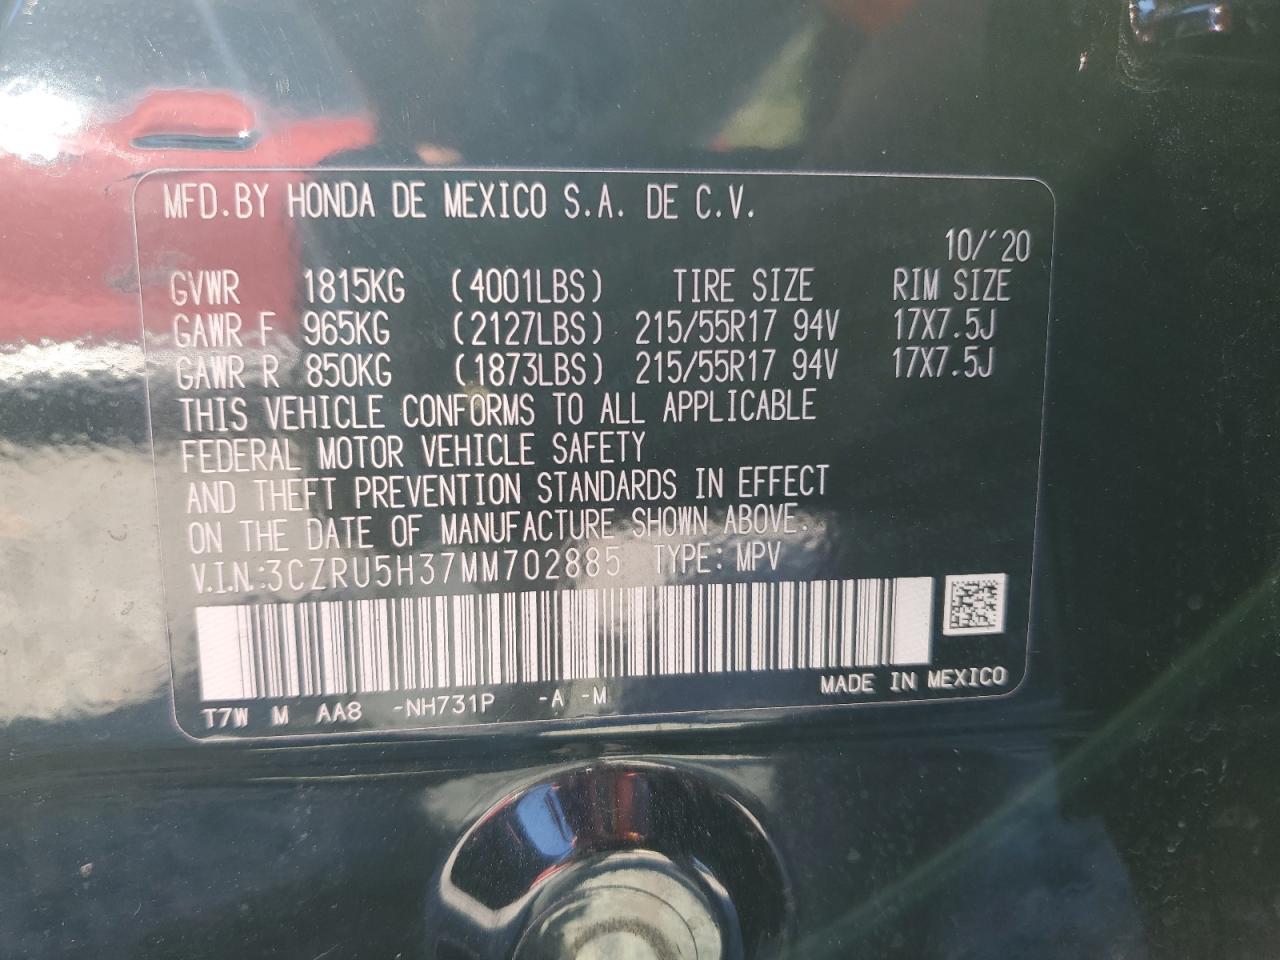 MFD.BY HONDA DE MEXICO S.A. DE C.V.
10/'20
GVWR 1815KG (4001LBS) TIRE SIZE RIM SIZE
GAWR F 965KG (2127LBS) 215/55R17 94V 17X7.5J
GAWR R 850KG (1873LBS) 215/55R17 94V 17X7.5J
THIS VEHICLE CONFORMS TO ALL APPLICABLE
FEDERAL MOTOR VEHICLE SAFETY
AND THEFT PREVENTION STANDARDS IN EFFECT
ON THE DATE OF MANUFACTURE SHOWN ABOVE.
V.I.N.:3CZRU5H37MM702885 TYPE: MPV
MADE IN MEXICO
T7W M AA8 -NH731P -A -M